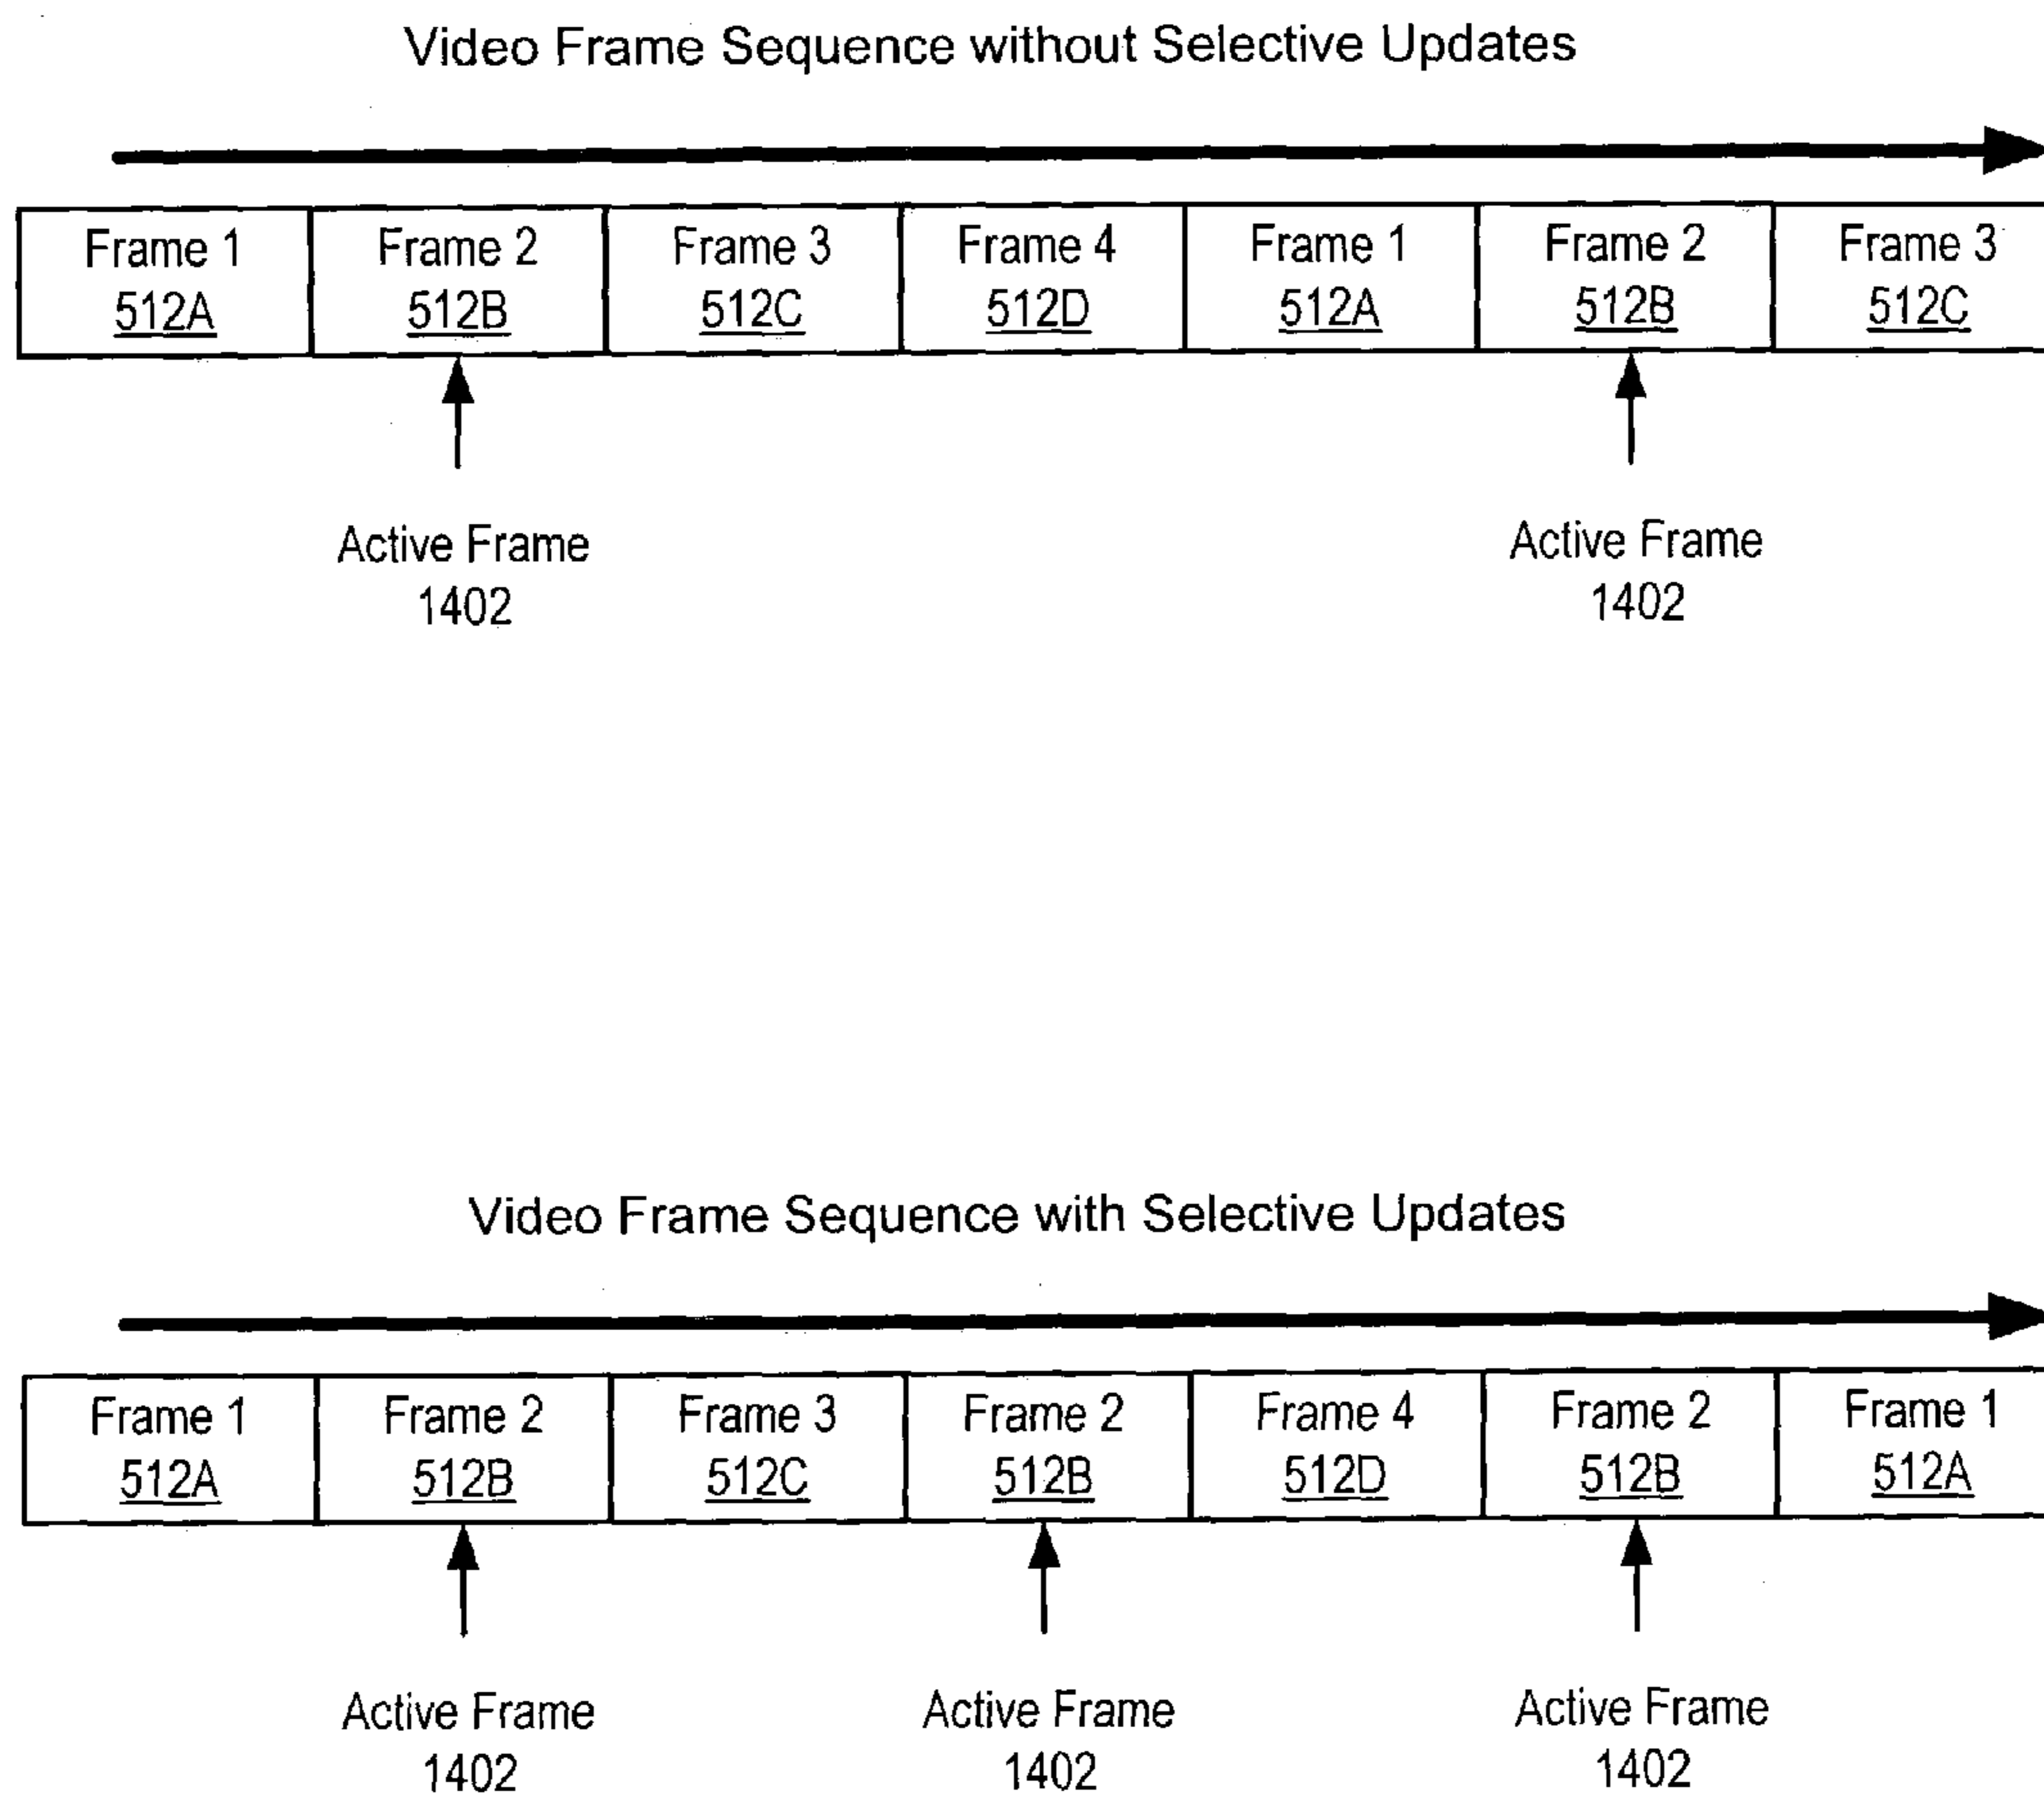 Video Frame Sequence without Selective Updates
Frame 1 Frame 2 Frame 3 Frame 4 Frame 1 Frame 2 Frame 3
512A 512B 512C 512D 512A 512B 512C
Active Frame Active Frame
1402 1402
Video Frame Sequence with Selective Updates
Frame 1 Frame 2 Frame 3 Frame 2 Frame 4 Frame 2 Frame 1
512A 512B 512C 512B 512D 512B 512A
Active Frame Active Frame Active Frame
1402 1402 1402